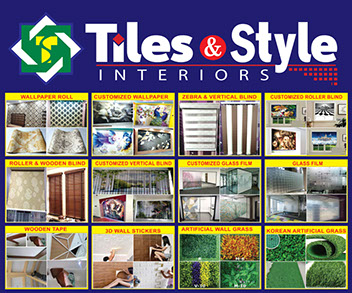 Tiles & Style
INTERIORS
WALLPAPER ROLL
CUSTOMIZED WALLPAPER
ZEBRA & VERTICAL BLIND
CUSTOMIZED ROLLER BLIND
ROLLER & WOODEN BLIND
CUSTOMIZED VERTICAL BLIND
CUSTOMIZED GLASS FILM
GLASS FILM
WOODEN TAPE
3D WALL STICKERS
ARTIFICIAL WALL GRASS
KOREAN ARTIFICIAL GRASS